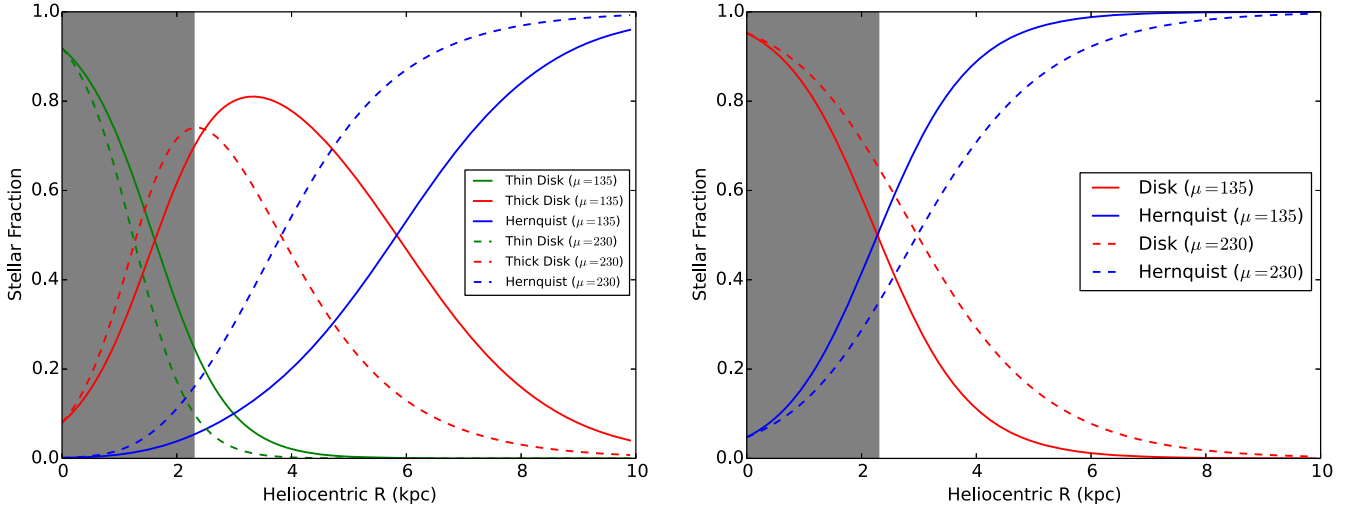 1.0
0.8
0.6
0.4
0.2
0.0
Stellar Fraction
0 2 4 6 8 10
Heliocentric R (kpc)
Thin Disk (μ=135)
Thick Disk (μ=135)
Hernquist (μ=135)
Thin Disk (μ=230)
Thick Disk (μ=230)
Hernquist (μ=230)
1.0
0.8
0.6
0.4
0.2
0.0
Stellar Fraction
0 2 4 6 8 10
Heliocentric R (kpc)
Disk (μ=135)
Hernquist (μ=135)
Disk (μ=230)
Hernquist (μ=230)